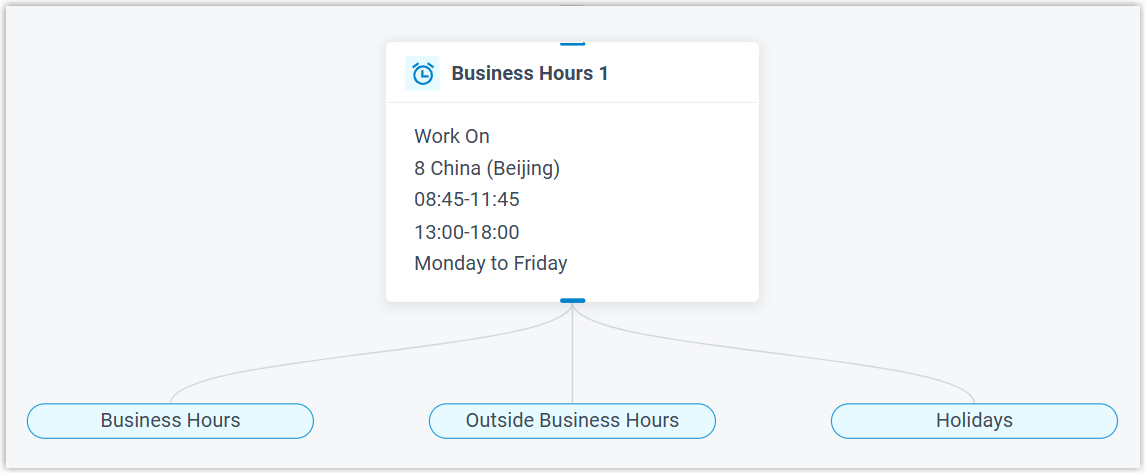 Business Hours 1
Work On
8 China (Beijing)
08:45-11:45
13:00-18:00
Monday to Friday
Business Hours
Outside Business Hours
Holidays